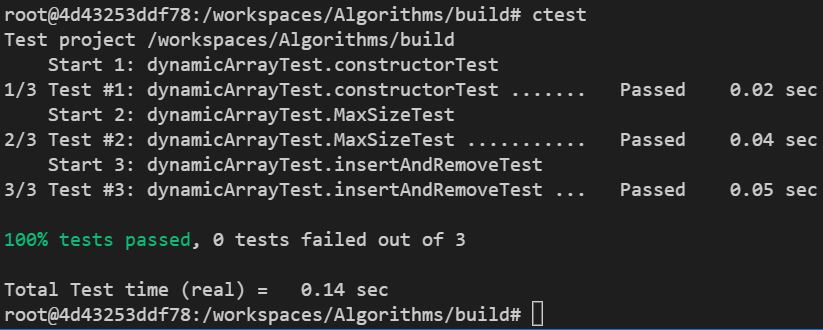 root@4d43253ddf78:/workspaces/Algorithms/build# ctest
Test project /workspaces/Algorithms/build
    Start 1: dynamicArrayTest.constructorTest
1/3 Test #1: dynamicArrayTest.constructorTest .......   Passed    0.02 sec
    Start 2: dynamicArrayTest.MaxSizeTest
2/3 Test #2: dynamicArrayTest.MaxSizeTest ...........   Passed    0.04 sec
    Start 3: dynamicArrayTest.insertAndRemoveTest
3/3 Test #3: dynamicArrayTest.insertAndRemoveTest ...   Passed    0.05 sec
100% tests passed, 0 tests failed out of 3
Total Test time (real) =   0.14 sec
root@4d43253ddf78:/workspaces/Algorithms/build#